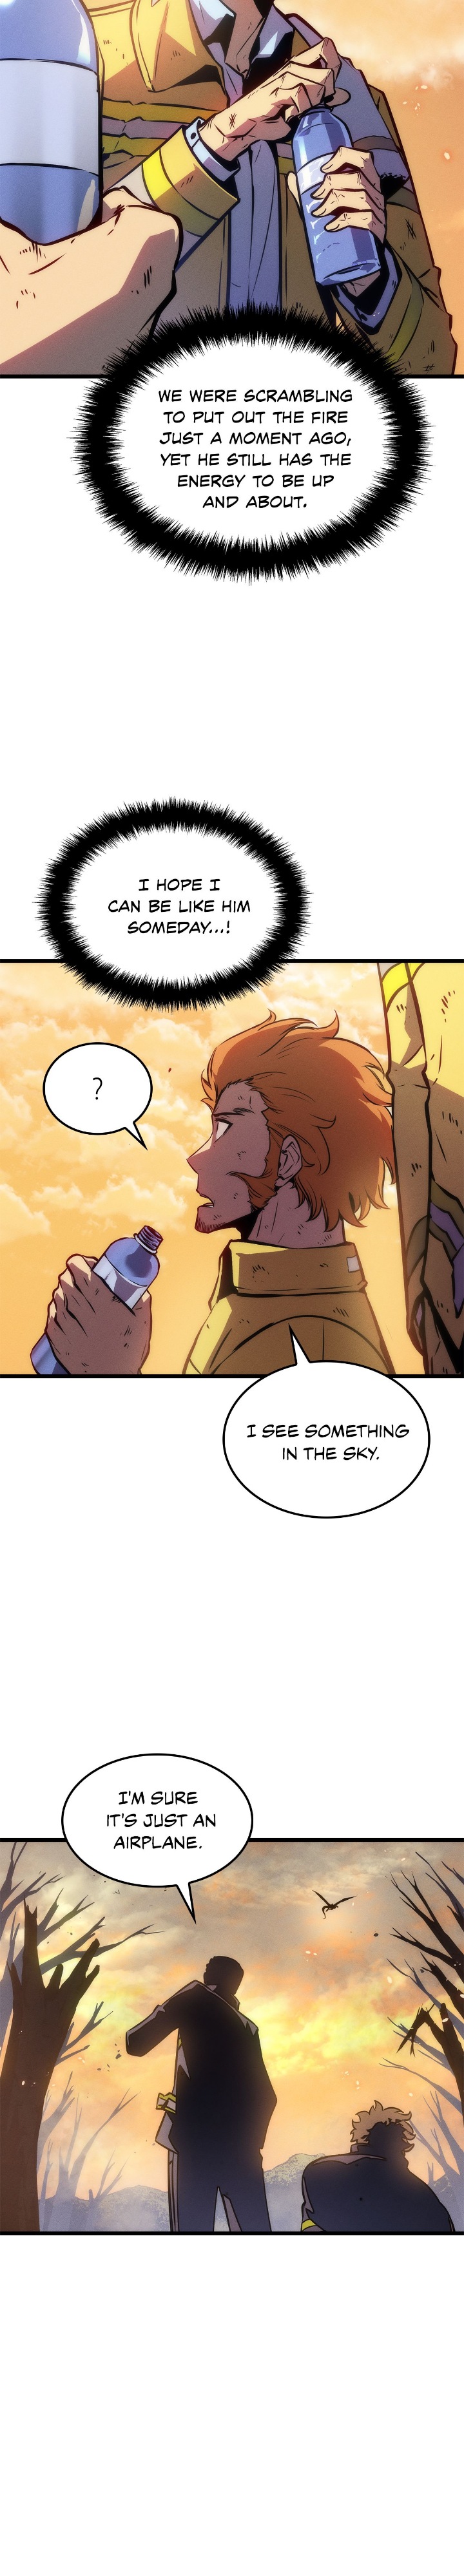 WE WERE SCRAMBLING
TO PUT OUT THE FIRE
JUST A MOMENT AGO,
YET HE STILL HAS THE
ENERGY TO BE UP
AND ABOUT.
I HOPE I
CAN BE LIKE HIM
SOMEDAY...!
?
I SEE SOMETHING
IN THE SKY.
I'M SURE
IT'S JUST AN
AIRPLANE.